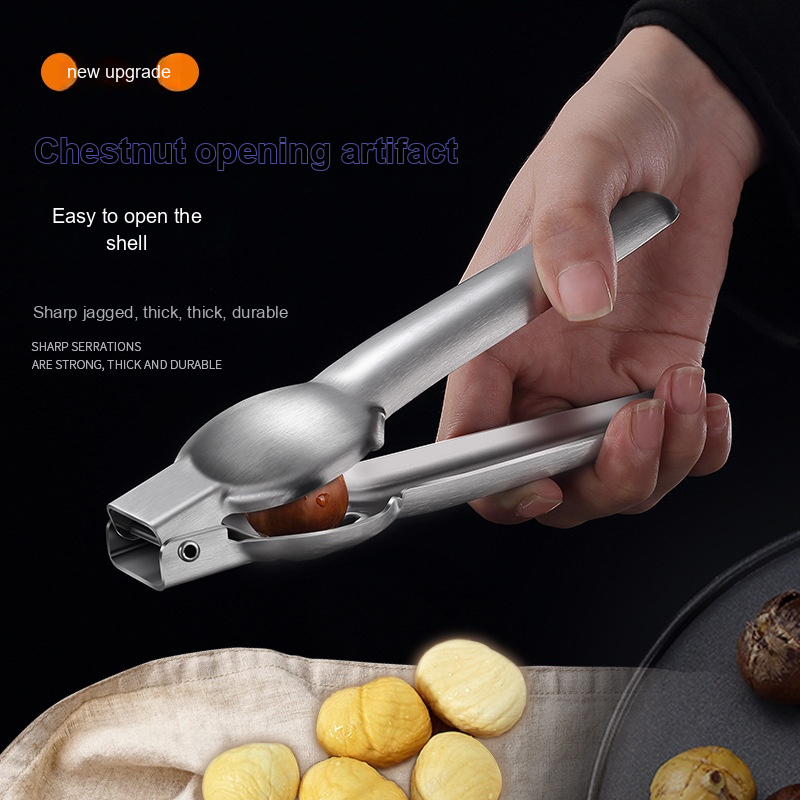 new upgrade
Chestnut opening artifact
Easy to open the
shell
Sharp jagged, thick, thick, durable
SHARP SERRATIONS
ARE STRONG, THICK AND DURABLE